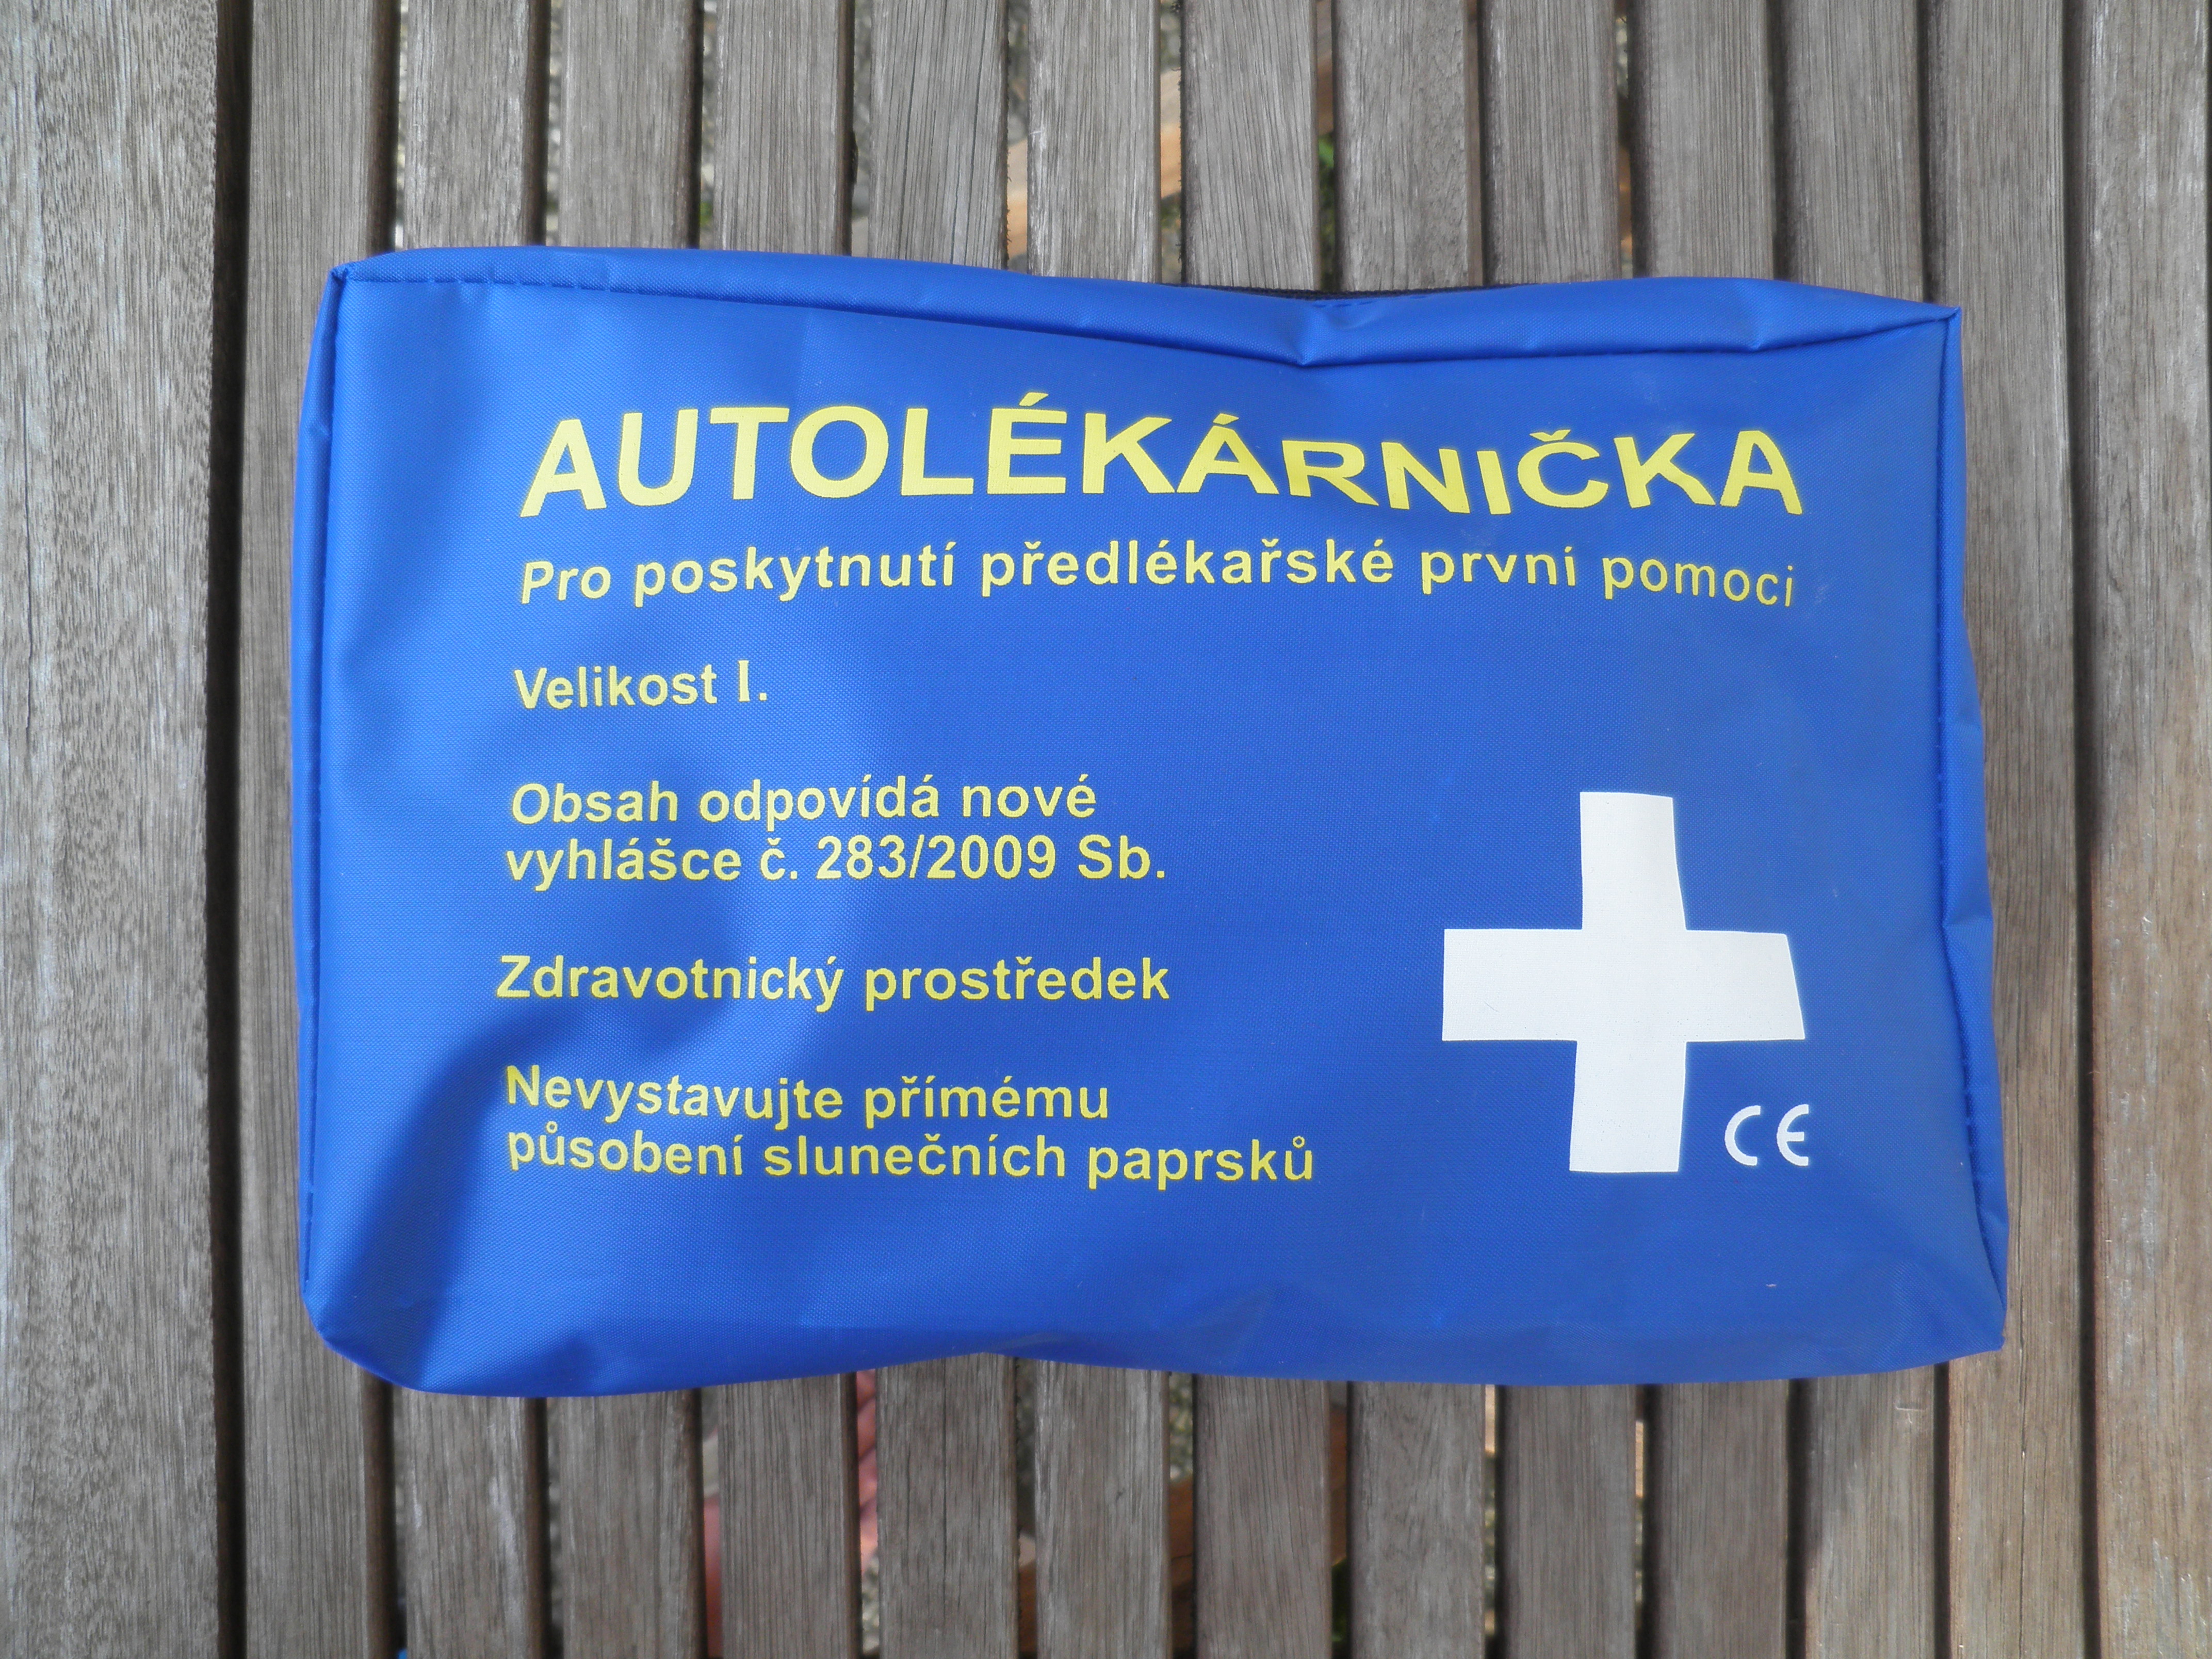 AUTOLÉKÁRNIČKA
Pro poskytnutí předlékařské první pomoci
Velikost I.
Obsah odpovídá nové
vyhlášce č. 283/2009 Sb.
Zdravotnický prostředek
Nevystavujte přímému
působení slunečních paprsků
CE